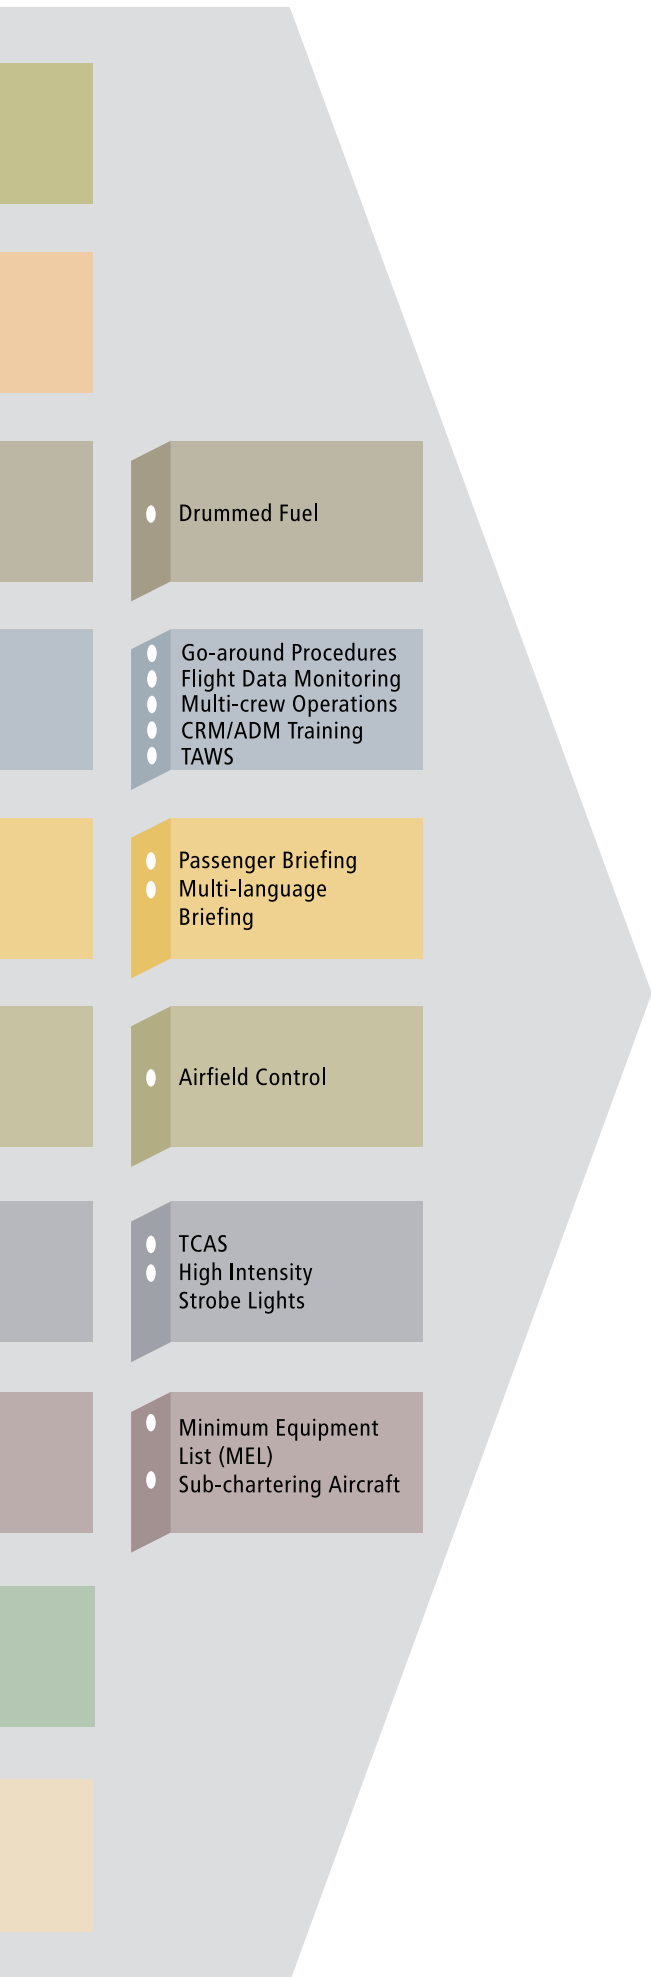 Drummed Fuel
Go-around Procedures
Flight Data Monitoring
Multi-crew Operations
CRM/ADM Training
TAWS
Passenger Briefing
Multi-language
Briefing
Airfield Control
TCAS
High Intensity
Strobe Lights
Minimum Equipment
List (MEL)
Sub-chartering Aircraft